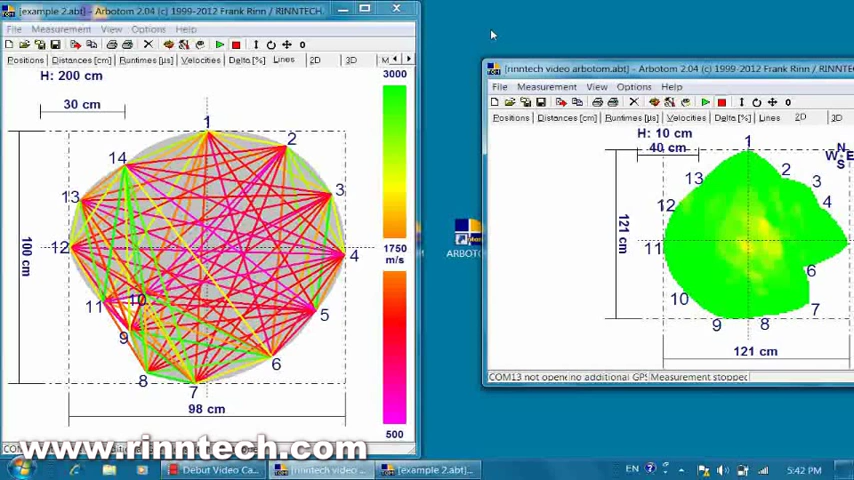 [example 2.abt] - Arbotom 2.04 (c) 1999-2012 Frank Rinn / RINNTECH
File Measurement View Options Help
Positions Distances [cm] Runtimes [µs] Velocities Delta [%] Lines 2D 3D M
H: 200 cm
30 cm
3000
1
2
14
3
13
12
4
100 cm
1750
m/s
10
11
5
9
6
8
7
98 cm
500
[rinntech video arbotom.abt] - Arbotom 2.04 (c) 1999-2012 Frank Rinn / RINNTE
File Measurement View Options Help
0
Positions Distances [cm] Runtimes [µs] Velocities Delta [%] Lines 2D 3D
H: 10 cm
40 cm
1
N
W E
2
13
3
12
4
121 cm
11
6
10
7
9
8
121 cm
COM13 not opene no additional GPS Measurement stopped
ARBOTO
www.rinntech.com
Debut Video Ca...
[rinntech video ...
[example 2.abt]...
EN
5:42 PM